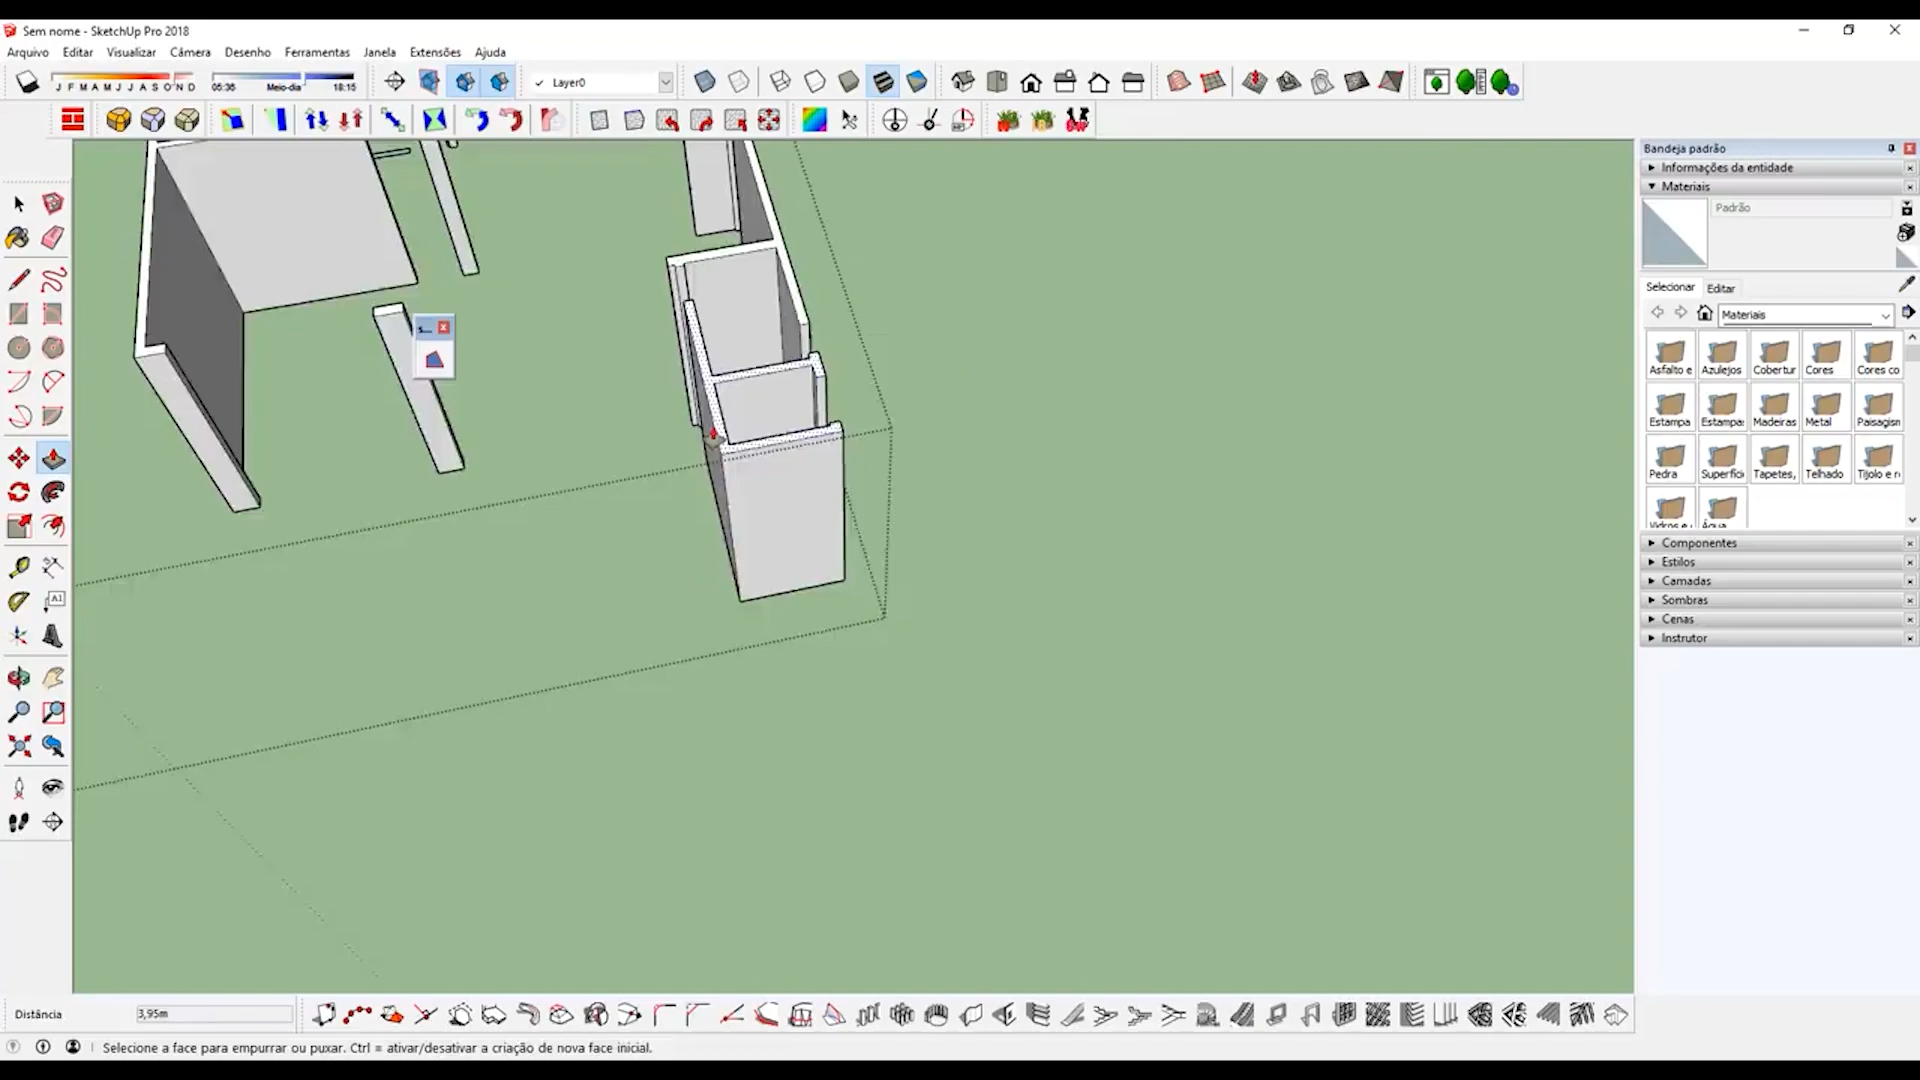 Sem nome - SketchUp Pro 2018
Arquivo Editar Visualizar Câmera Desenho Ferramentas Janela Extensões Ajuda
J F M A M J J A S O N D
05:36 Meio-dia 18:15
Layer0
Bandeja padrão
Informações da entidade
Materiais
Padrão
Selecionar Editar
Materiais
Asfalto e Azulejos Cobertur Cores Cores co
Estampa Estampa: Madeiras Metal Paisagism
Pedra Superfíci Tapetes, Telhado Tijolo e r
Vidros e Água
Componentes
Estilos
Camadas
Sombras
Cenas
Instrutor
s...
A1
Distância 3,95m
Selecione a face para empurrar ou puxar. Ctrl = ativar/desativar a criação de nova face inicial.